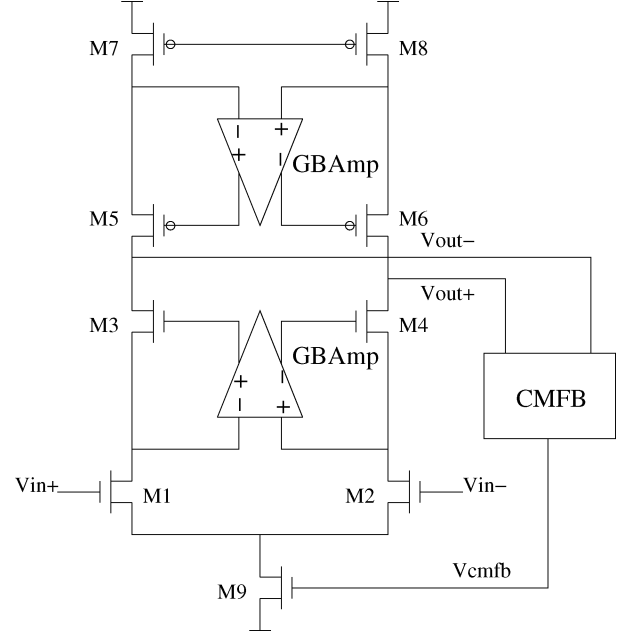 M7 M8
− +
+ −
GBAmp
M5 M6
Vout−
Vout+
M3 M4
GBAmp
+ −
− +
CMFB
Vin+ M1 M2 Vin−
M9 Vcmfb